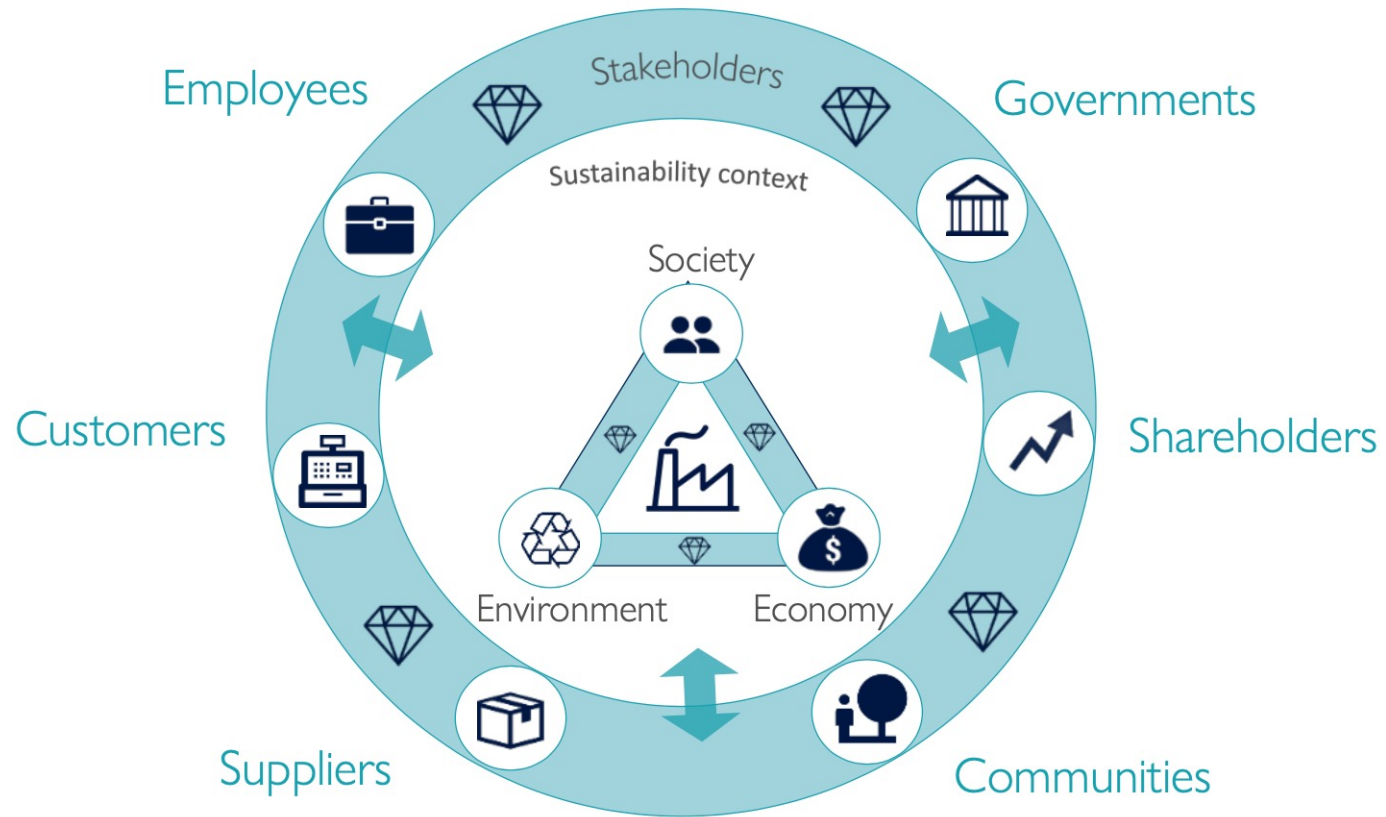 Stakeholders
Employees
Governments
Sustainability context
Society
Customers
Shareholders
$
Environment
Economy
Suppliers
Communities